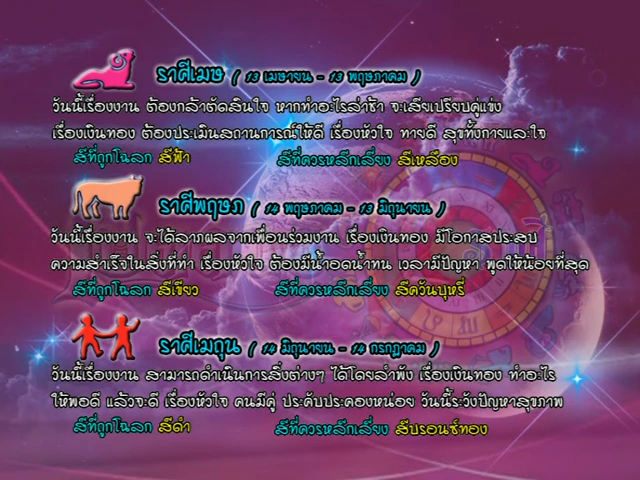 ราศีเมษ ( 13 เมษายน - 13 พฤษภาคม )
วันนี้เรื่องงาน ต้องกล้าตัดสินใจ หากทำอะไรล่าช้า จะเสียเปรียบคู่แข่ง
เรื่องเงินทอง ต้องประเมินสถานการณ์ให้ดี เรื่องหัวใจ ทายดี สุขทั้งกายและใจ
สีที่ถูกโฉลก สีฟ้า สีที่ควรหลีกเลี่ยง สีเหลือง
ราศีพฤษภ ( 14 พฤษภาคม - 13 มิถุนายน )
วันนี้เรื่องงาน จะได้ลาภผลจากเพื่อนร่วมงาน เรื่องเงินทอง มีโอกาสประสบ
ความสำเร็จในสิ่งที่ทำ เรื่องหัวใจ ต้องมีน้ำอดน้ำทน เวลามีปัญหา พูดให้น้อยที่สุด
สีที่ถูกโฉลก สีเขียว สีที่ควรหลีกเลี่ยง สีควันบุหรี่
ราศีเมถุน ( 14 มิถุนายน - 14 กรกฎาคม )
วันนี้เรื่องงาน สามารถดำเนินการสิ่งต่างๆ ได้โดยลำพัง เรื่องเงินทอง ทำอะไร
ให้พอดี แล้วจะดี เรื่องหัวใจ คนมีคู่ ประคับประคองหน่อย วันนี้ระวังปัญหาสุขภาพ
สีที่ถูกโฉลก สีดำ สีที่ควรหลีกเลี่ยง สีบรอนซ์ทอง